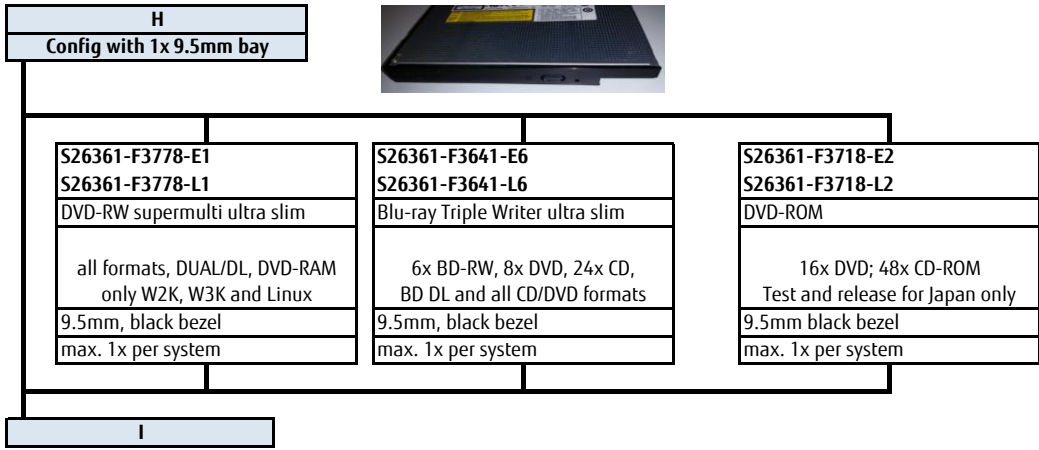 H
Config with 1x 9.5mm bay
S26361-F3778-E1
S26361-F3778-L1
DVD-RW supermulti ultra slim
all formats, DUAL/DL, DVD-RAM
only W2K, W3K and Linux
9.5mm, black bezel
max. 1x per system
S26361-F3641-E6
S26361-F3641-L6
Blu-ray Triple Writer ultra slim
6x BD-RW, 8x DVD, 24x CD,
BD DL and all CD/DVD formats
9.5mm, black bezel
max. 1x per system
S26361-F3718-E2
S26361-F3718-L2
DVD-ROM
16x DVD; 48x CD-ROM
Test and release for Japan only
9.5mm black bezel
max. 1x per system
I